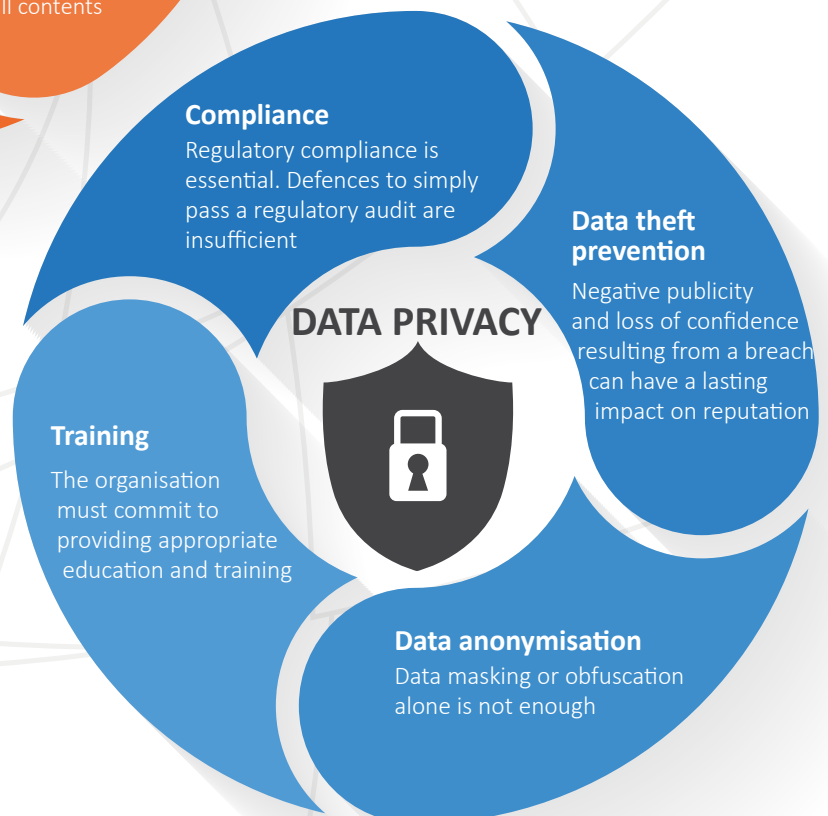 ll contents
Compliance
Regulatory compliance is
essential. Defences to simply
pass a regulatory audit are
insufficient
Data theft
prevention
Negative publicity
and loss of confidence
resulting from a breach
can have a lasting
impact on reputation
DATA PRIVACY
Training
The organisation
must commit to
providing appropriate
education and training
Data anonymisation
Data masking or obfuscation
alone is not enough